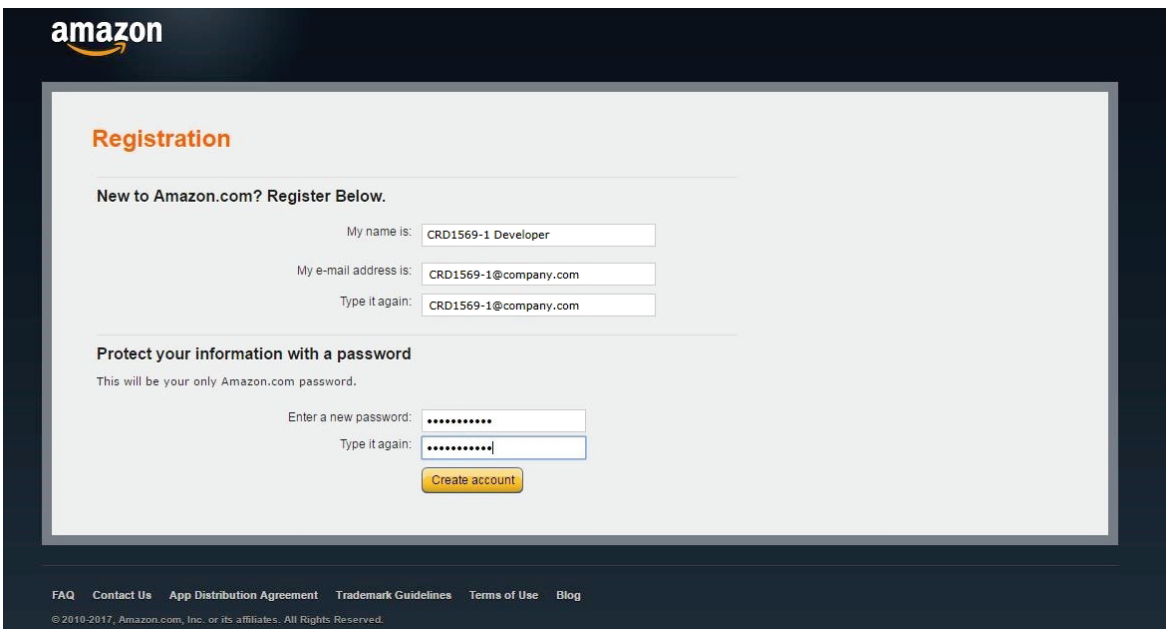 amazon
Registration
New to Amazon.com? Register Below.
My name is: CRD1569-1 Developer
My e-mail address is: CRD1569-1@company.com
Type it again: CRD1569-1@company.com
Protect your information with a password
This will be your only Amazon.com password.
Enter a new password: •••••••••••
Type it again: •••••••••••
Create account
FAQ Contact Us App Distribution Agreement Trademark Guidelines Terms of Use Blog
© 2010-2017, Amazon.com, Inc. or its affiliates. All Rights Reserved.